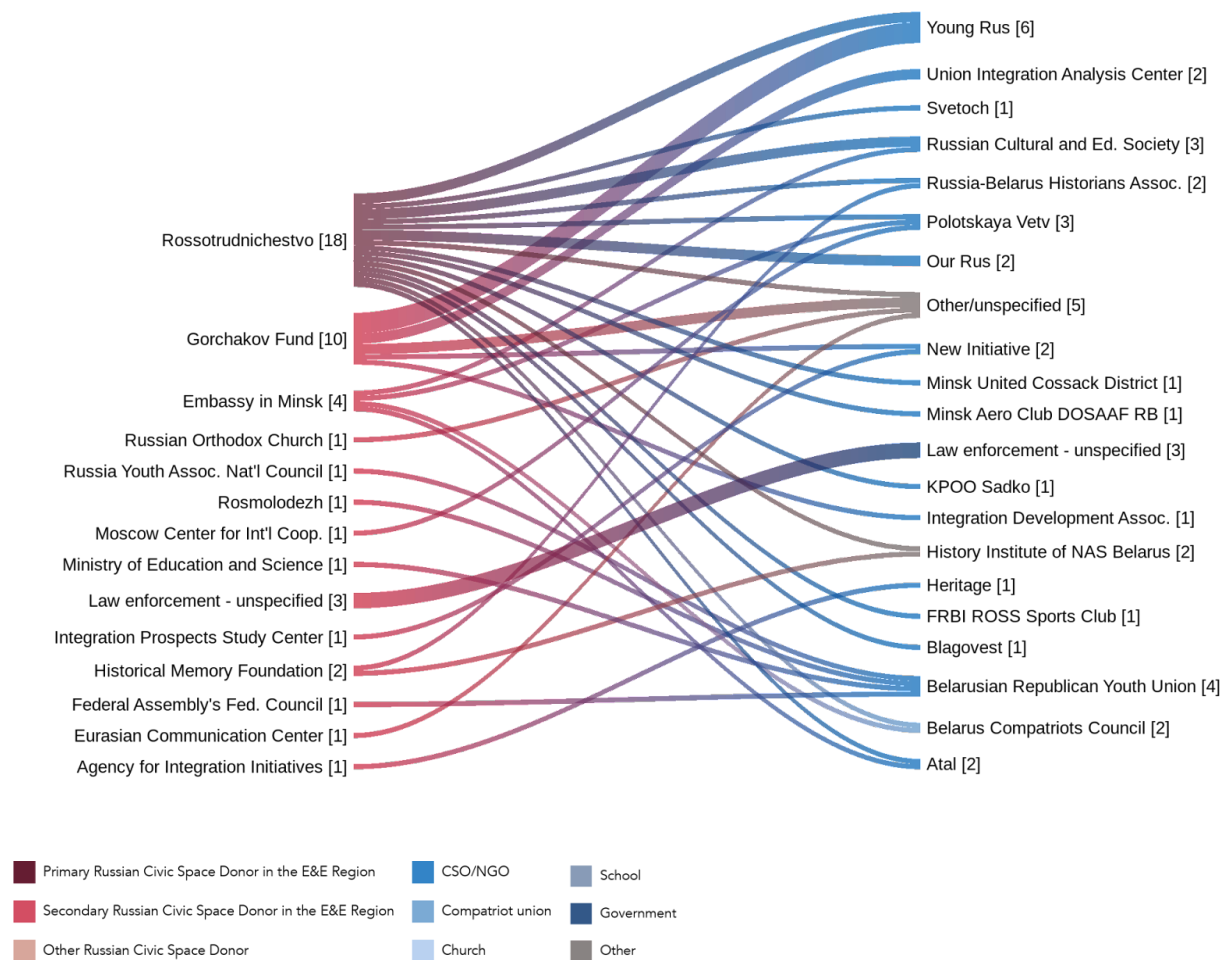 Rossotrudnichestvo [18]
Gorchakov Fund [10]
Embassy in Minsk [4]
Russian Orthodox Church [1]
Russia Youth Assoc. Nat'l Council [1]
Rosmolodezh [1]
Moscow Center for Int'l Coop. [1]
Ministry of Education and Science [1]
Law enforcement - unspecified [3]
Integration Prospects Study Center [1]
Historical Memory Foundation [2]
Federal Assembly's Fed. Council [1]
Eurasian Communication Center [1]
Agency for Integration Initiatives [1]
Young Rus [6]
Union Integration Analysis Center [2]
Svetoch [1]
Russian Cultural and Ed. Society [3]
Russia-Belarus Historians Assoc. [2]
Polotskaya Vetv [3]
Our Rus [2]
Other/unspecified [5]
New Initiative [2]
Minsk United Cossack District [1]
Minsk Aero Club DOSAAF RB [1]
Law enforcement - unspecified [3]
KPOO Sadko [1]
Integration Development Assoc. [1]
History Institute of NAS Belarus [2]
Heritage [1]
FRBI ROSS Sports Club [1]
Blagovest [1]
Belarusian Republican Youth Union [4]
Belarus Compatriots Council [2]
Atal [2]
Primary Russian Civic Space Donor in the E&E Region
Secondary Russian Civic Space Donor in the E&E Region
Other Russian Civic Space Donor
CSO/NGO
Compatriot union
Church
School
Government
Other